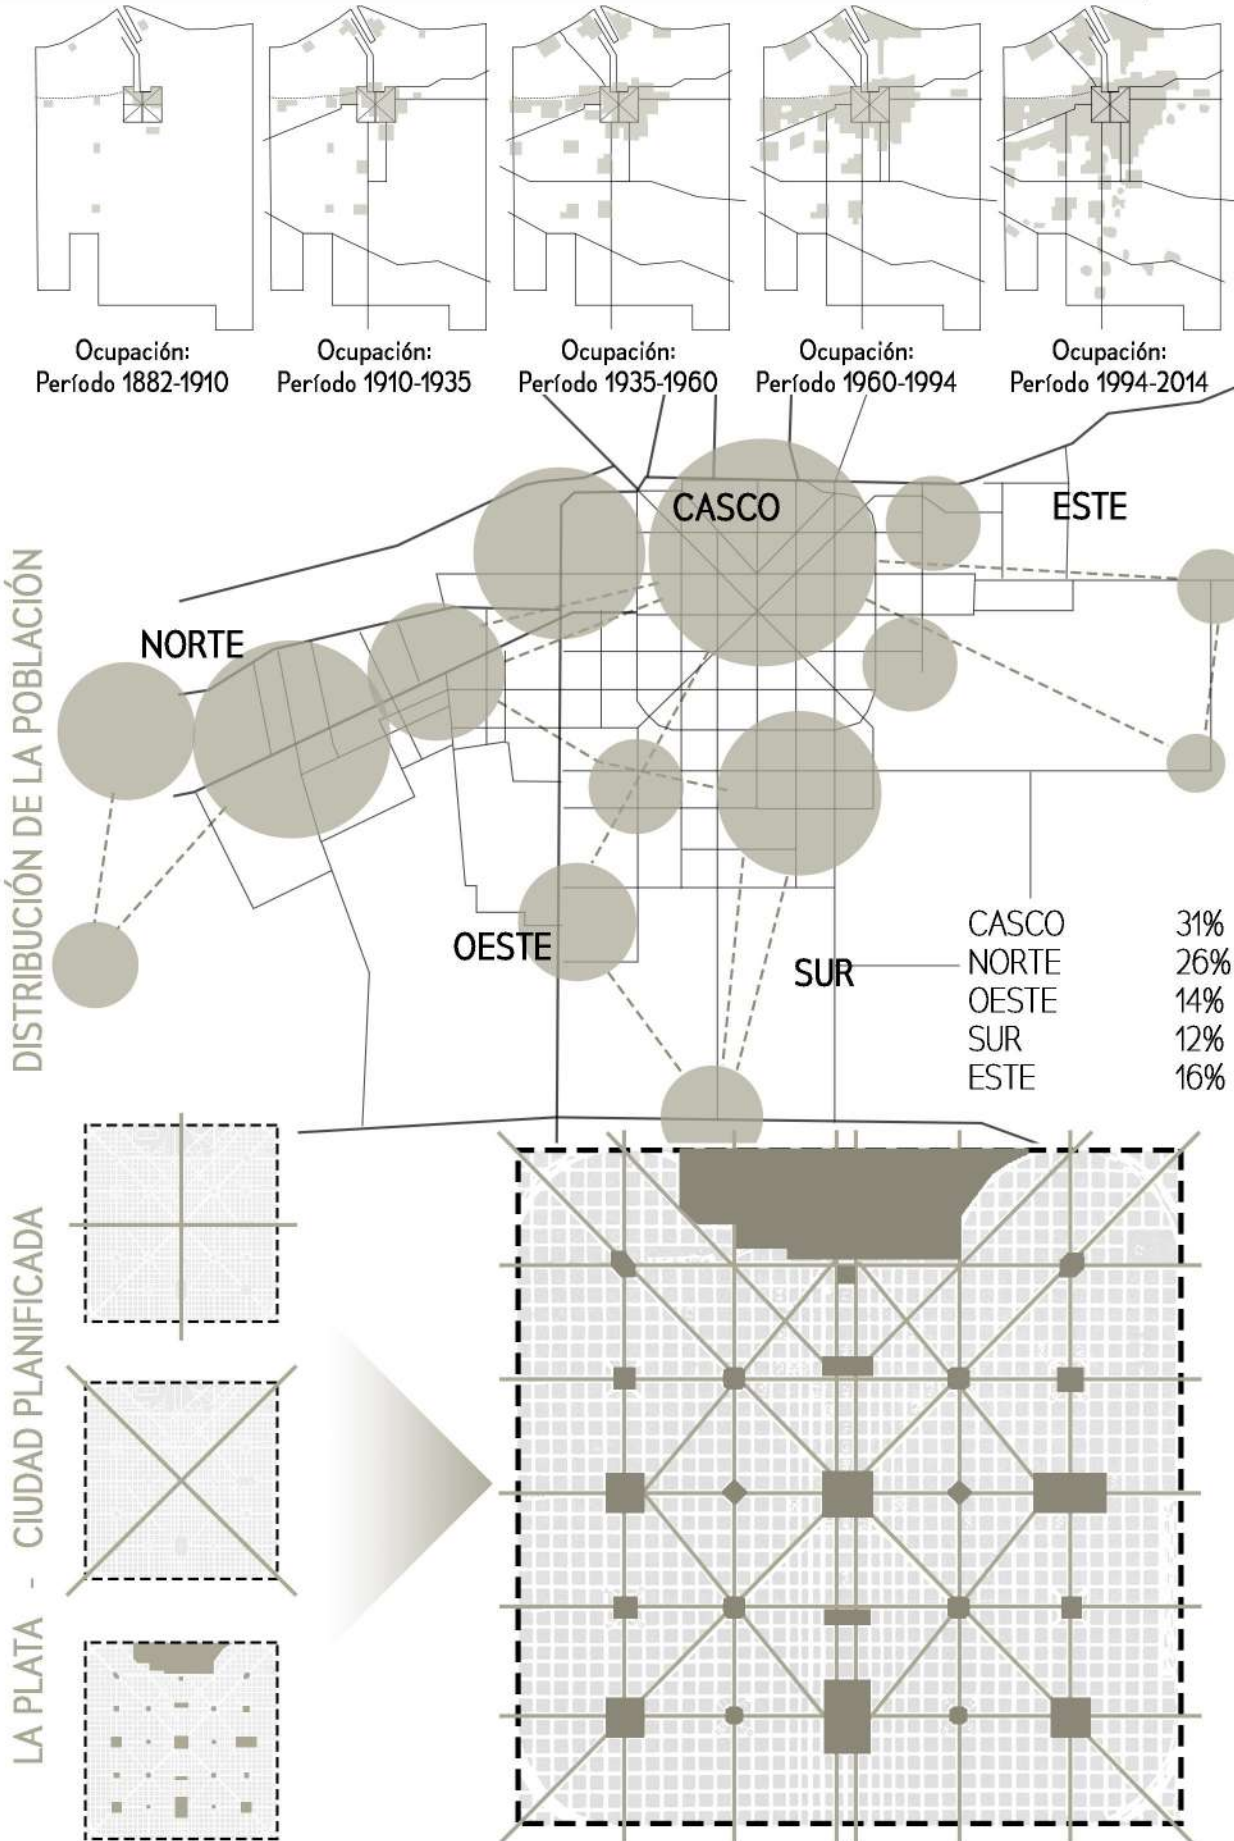 Ocupación:
Período 1882-1910
Ocupación:
Período 1910-1935
Ocupación:
Período 1935-1960
Ocupación:
Período 1960-1994
Ocupación:
Período 1994-2014
DISTRIBUCIÓN DE LA POBLACIÓN
CASCO
ESTE
NORTE
OESTE
SUR
CASCO 31%
NORTE 26%
OESTE 14%
SUR 12%
ESTE 16%
LA PLATA - CIUDAD PLANIFICADA